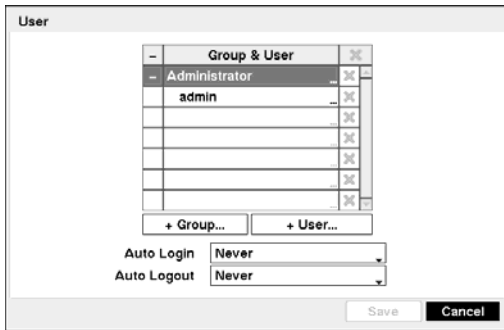 User
– Group & User
– Administrator ...
admin ...
+ Group... + User...
Auto Login Never
Auto Logout Never
Save Cancel